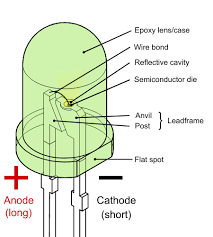 Epoxy lens/case
Wire bond
Reflective cavity
Semiconductor die
Anvil
Post
Leadframe
Flat spot
+
Anode
(long)
−
Cathode
(short)